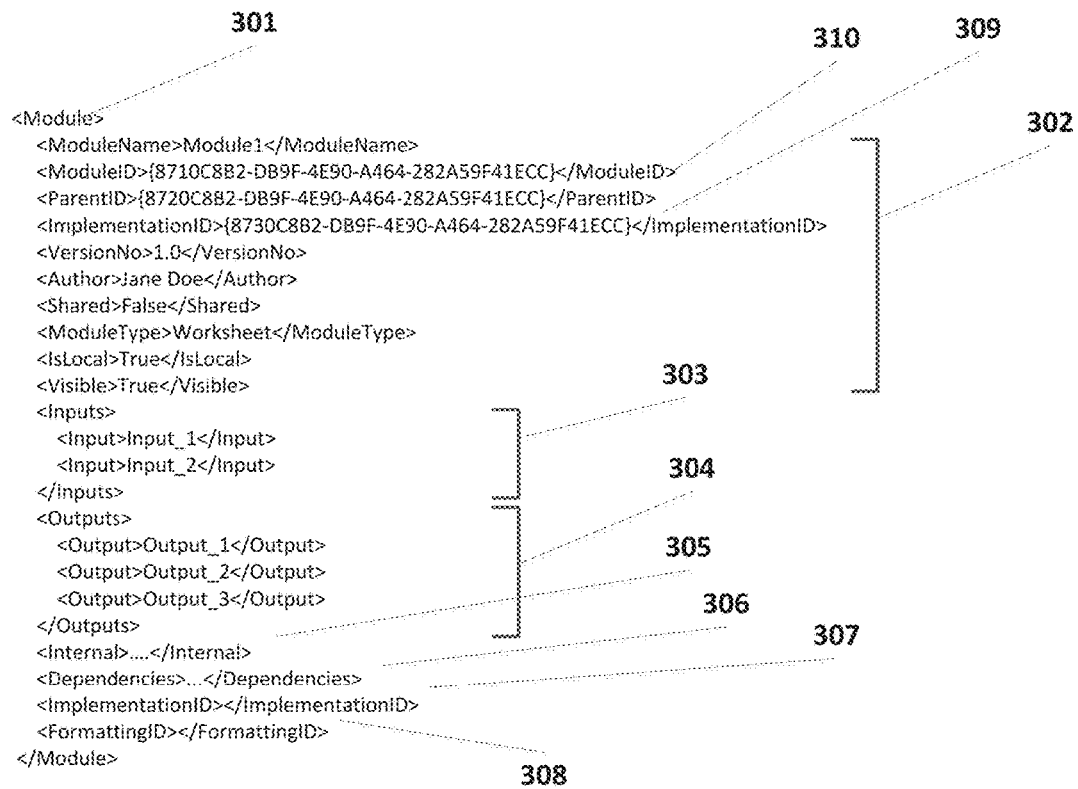 301
310
309
302
<Module>
<ModuleName>Module1</ModuleName>
<ModuleID>{8710C8B2-DB9F-4E90-A464-282A59F41ECC}</ModuleID>
<ParentID>{8720C8B2-DB9F-4E90-A464-282A59F41ECC}</ParentID>
<ImplementationID>{8730C8B2-DB9F-4E90-A464-282A59F41ECC}</ImplementationID>
<VersionNo>1.0</VersionNo>
<Author>Jane Doe</Author>
<Shared>False</Shared>
<ModuleType>Worksheet</ModuleType>
<IsLocal>True</IsLocal>
<Visible>True</Visible>
303
<Inputs>
<Input>Input_1</Input>
<Input>Input_2</Input>
</Inputs>
304
<Outputs>
<Output>Output_1</Output>
<Output>Output_2</Output>
<Output>Output_3</Output>
</Outputs>
305
306
307
<Internal>....</Internal>
<Dependencies>...</Dependencies>
<ImplementationID></ImplementationID>
<FormattingID></FormattingID>
</Module>
308